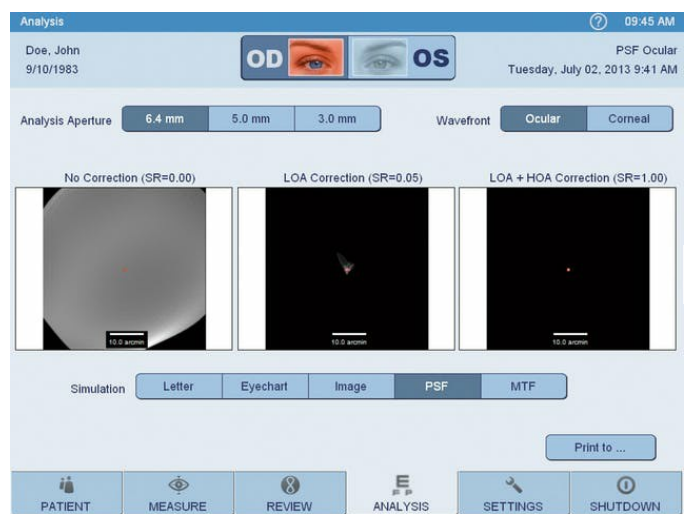 Analysis
? 09:45 AM
Doe, John
9/10/1983
OD OS
PSF Ocular
Tuesday, July 02, 2013 9:41 AM
Analysis Aperture 6.4 mm 5.0 mm 3.0 mm Wavefront Ocular Corneal
No Correction (SR=0.00) LOA Correction (SR=0.05) LOA + HOA Correction (SR=1.00)
10.0 arcmin 10.0 arcmin 10.0 arcmin
Simulation Letter Eyechart Image PSF MTF
Print to ...
E
F P
PATIENT MEASURE REVIEW ANALYSIS SETTINGS SHUTDOWN